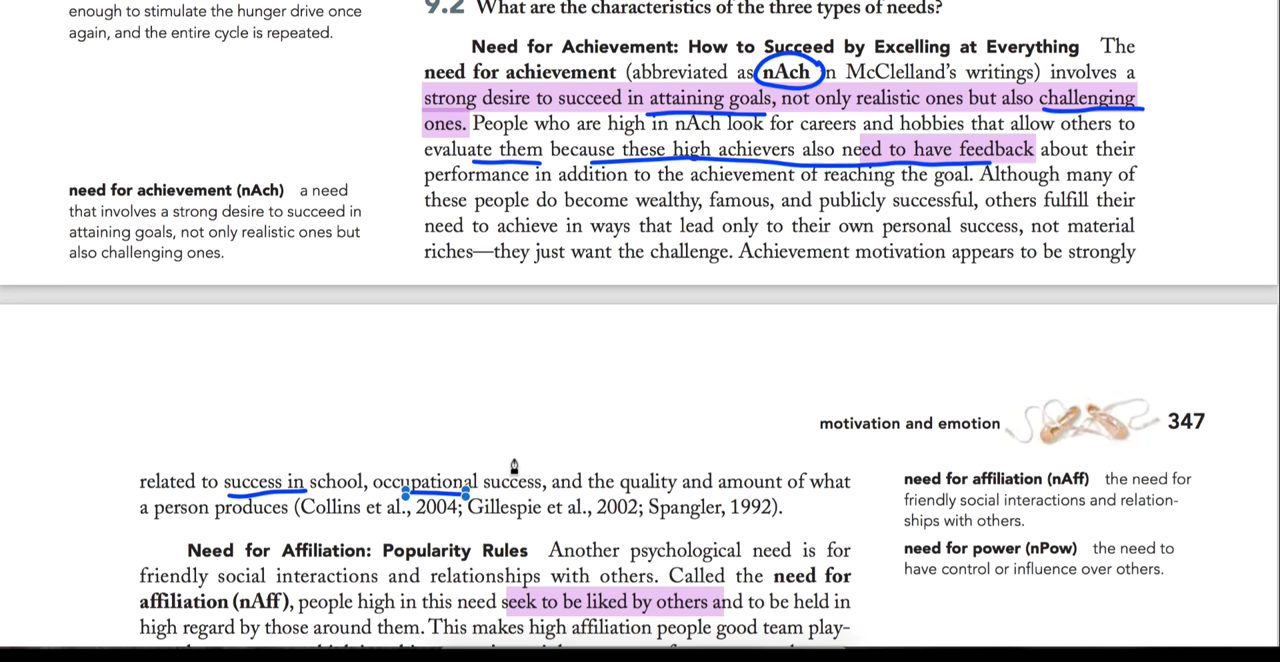 enough to stimulate the hunger drive once
again, and the entire cycle is repeated.
9.2 What are the characteristics of the three types of needs?
Need for Achievement: How to Succeed by Excelling at Everything The
need for achievement (abbreviated as nAch in McClelland's writings) involves a
strong desire to succeed in attaining goals, not only realistic ones but also challenging
ones. People who are high in nAch look for careers and hobbies that allow others to
evaluate them because these high achievers also need to have feedback about their
performance in addition to the achievement of reaching the goal. Although many of
these people do become wealthy, famous, and publicly successful, others fulfill their
need to achieve in ways that lead only to their own personal success, not material
riches—they just want the challenge. Achievement motivation appears to be strongly
need for achievement (nAch) a need
that involves a strong desire to succeed in
attaining goals, not only realistic ones but
also challenging ones.
motivation and emotion 347
related to success in school, occupational success, and the quality and amount of what
a person produces (Collins et al., 2004; Gillespie et al., 2002; Spangler, 1992).
Need for Affiliation: Popularity Rules Another psychological need is for
friendly social interactions and relationships with others. Called the need for
affiliation (nAff), people high in this need seek to be liked by others and to be held in
high regard by those around them. This makes high affiliation people good team play-
need for affiliation (nAff) the need for
friendly social interactions and relation-
ships with others.
need for power (nPow) the need to
have control or influence over others.